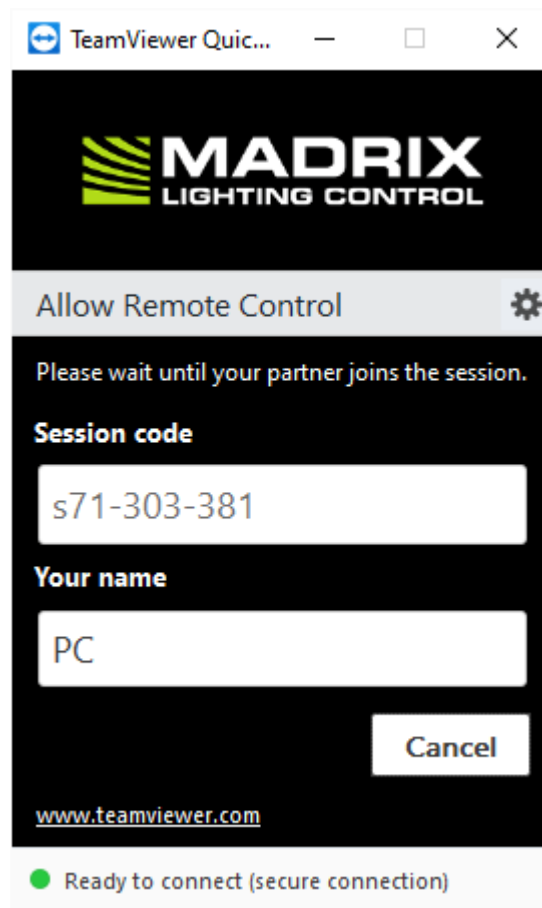 TeamViewer Quic...
MADRIX
LIGHTING CONTROL
Allow Remote Control
Please wait until your partner joins the session.
Session code
s71-303-381
Your name
PC
Cancel
www.teamviewer.com
Ready to connect (secure connection)